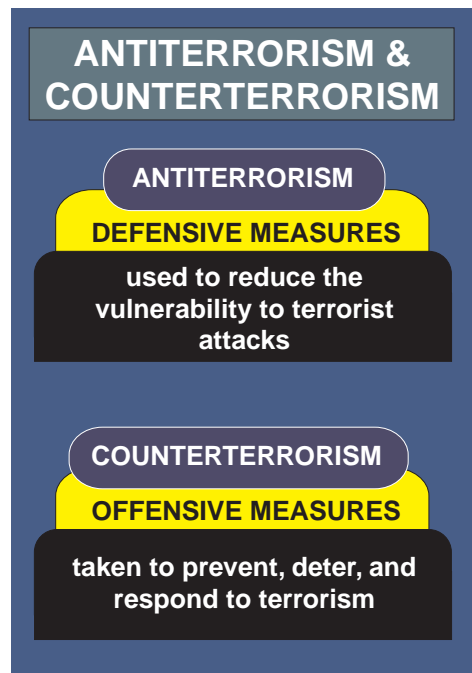 ANTITERRORISM &
COUNTERTERRORISM
ANTITERRORISM
DEFENSIVE MEASURES
used to reduce the
vulnerability to terrorist
attacks
COUNTERTERRORISM
OFFENSIVE MEASURES
taken to prevent, deter, and
respond to terrorism